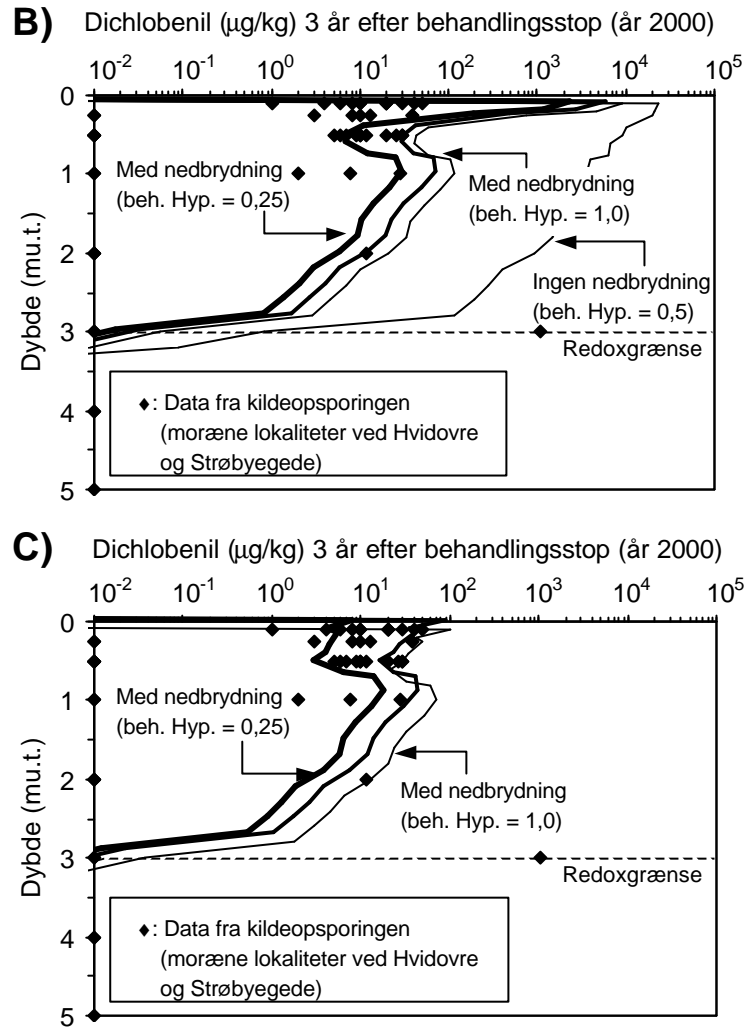 B) Dichlobenil (µg/kg) 3 år efter behandlingsstop (år 2000)
10-2 10-1 100 101 102 103 104 105
0
Med nedbrydning
(beh. Hyp. = 0,25)
1
Med nedbrydning
(beh. Hyp. = 1,0)
2
Ingen nedbrydning
(beh. Hyp. = 0,5)
Dybde (mu.t.)
3
Redoxgrænse
♦: Data fra kildeopsporingen
(moræne lokaliteter ved Hvidovre
og Strøbyegede)
4
5
C) Dichlobenil (µg/kg) 3 år efter behandlingsstop (år 2000)
10-2 10-1 100 101 102 103 104 105
0
1
Med nedbrydning
(beh. Hyp. = 0,25)
2
Med nedbrydning
(beh. Hyp. = 1,0)
Dybde (mu.t.)
3
Redoxgrænse
♦: Data fra kildeopsporingen
(moræne lokaliteter ved Hvidovre
og Strøbyegede)
4
5